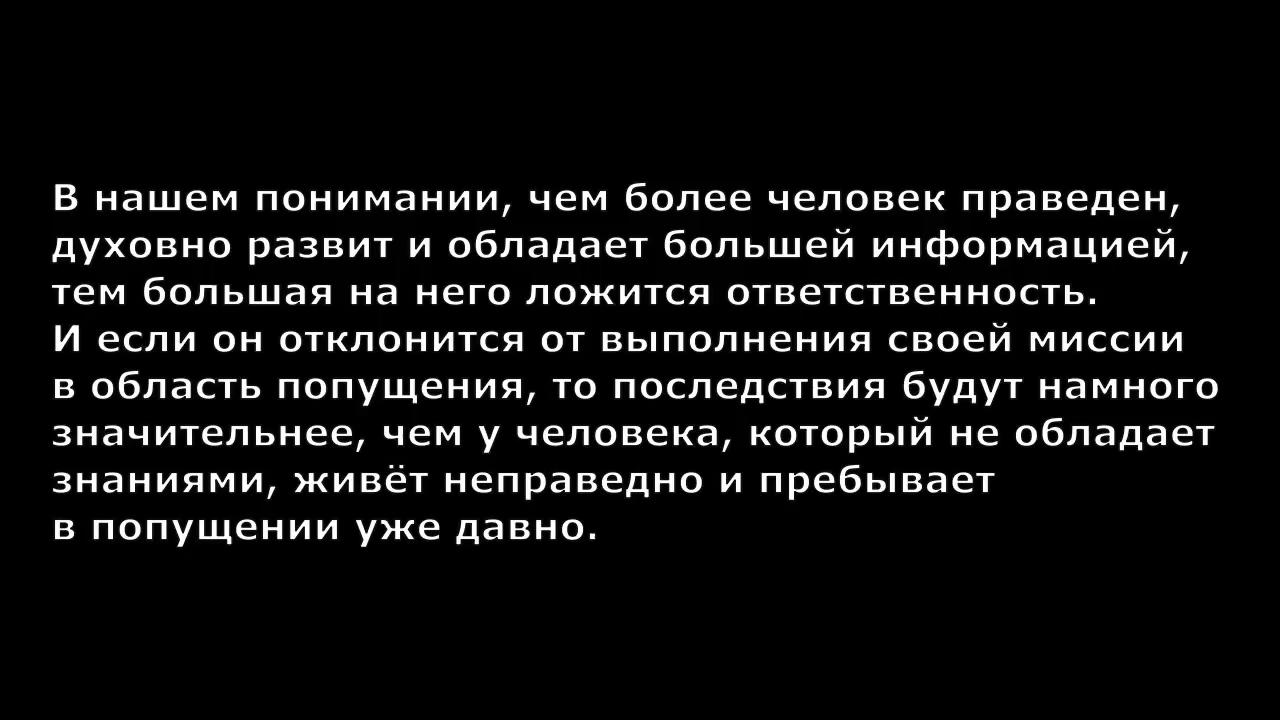 В нашем понимании, чем более человек праведен,
духовно развит и обладает большей информацией,
тем большая на него ложится ответственность.
И если он отклонится от выполнения своей миссии
в область попущения, то последствия будут намного
значительнее, чем у человека, который не обладает
знаниями, живёт неправедно и пребывает
в попущении уже давно.